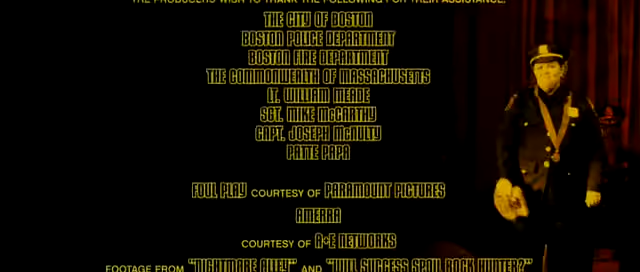 THE PRODUCERS WISH TO THANK THE FOLLOWING FOR THEIR ASSISTANCE:
THE CITY OF BOSTON
BOSTON POLICE DEPARTMENT
BOSTON FIRE DEPARTMENT
THE COMMONWEALTH OF MASSACHUSETTS
LT. WILLIAM MEADE
SGT. MIKE McCARTHY
CAPT. JOSEPH McNULTY
PATTE PAPA
FOUL PLAY COURTESY OF PARAMOUNT PICTURES
AMERRA
COURTESY OF A+E NETWORKS
FOOTAGE FROM "NIGHTMARE ALLEY" AND "WILL SUCCESS SPOIL ROCK HUNTER?"